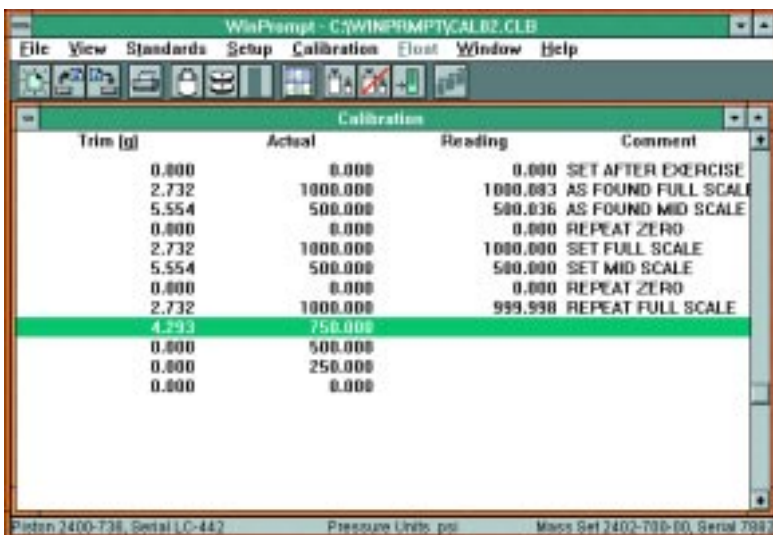 WinPrompt - C:\WINPRMPT\CAL02.CLB
File View Standards Setup Calibration Float Window Help
Calibration
Trim [g] Actual Reading Comment
0.000 0.000 0.000 SET AFTER EXERCISE
2.732 1000.000 1000.083 AS FOUND FULL SCALE
5.554 500.000 500.036 AS FOUND MID SCALE
0.000 0.000 0.000 REPEAT ZERO
2.732 1000.000 1000.000 SET FULL SCALE
5.554 500.000 500.000 SET MID SCALE
0.000 0.000 0.000 REPEAT ZERO
2.732 1000.000 999.998 REPEAT FULL SCALE
4.293 750.000
0.000 500.000
0.000 250.000
0.000 0.000
Piston 2400-736, Serial LC-442 Pressure Units psi Mass Set 2402-700-00, Serial